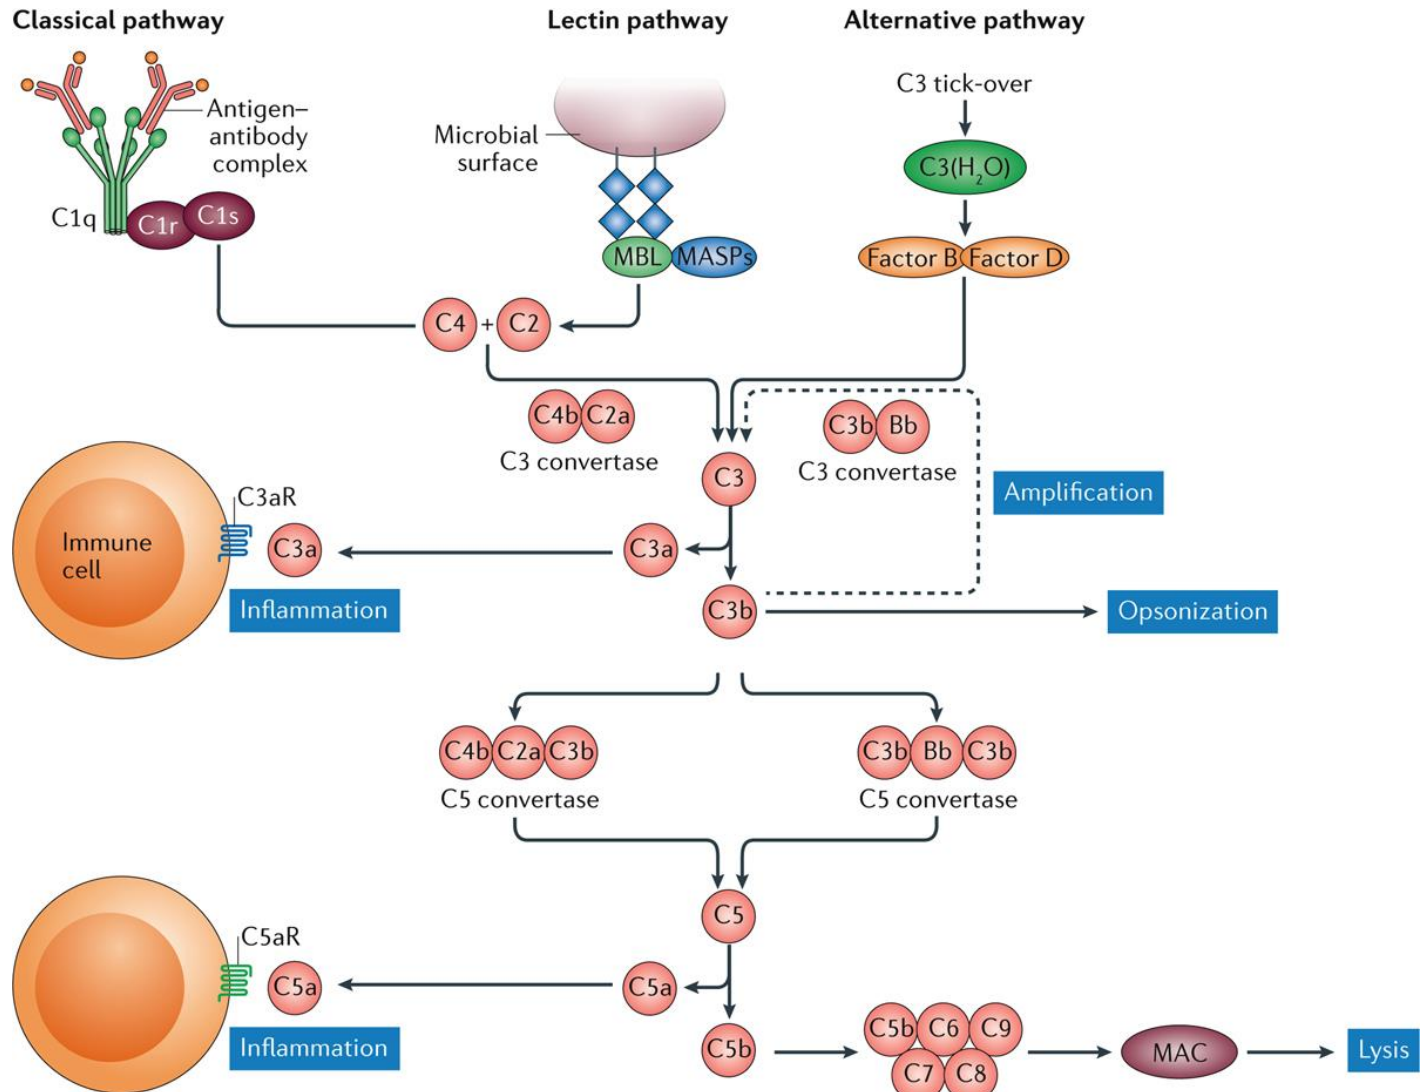 Classical pathway
Lectin pathway
Alternative pathway
Antigen–
antibody
complex
C1q
C1r
C1s
Microbial
surface
MBL
MASPs
C3 tick-over
C3(H₂O)
Factor B
Factor D
C4
+
C2
C4b
C2a
C3 convertase
C3b
Bb
C3 convertase
Amplification
C3
C3aR
Immune
cell
C3a
C3a
Inflammation
C3b
Opsonization
C4b
C2a
C3b
C5 convertase
C3b
Bb
C3b
C5 convertase
C5
C5aR
C5a
C5a
Inflammation
C5b
C5b
C6
C9
C7
C8
MAC
Lysis